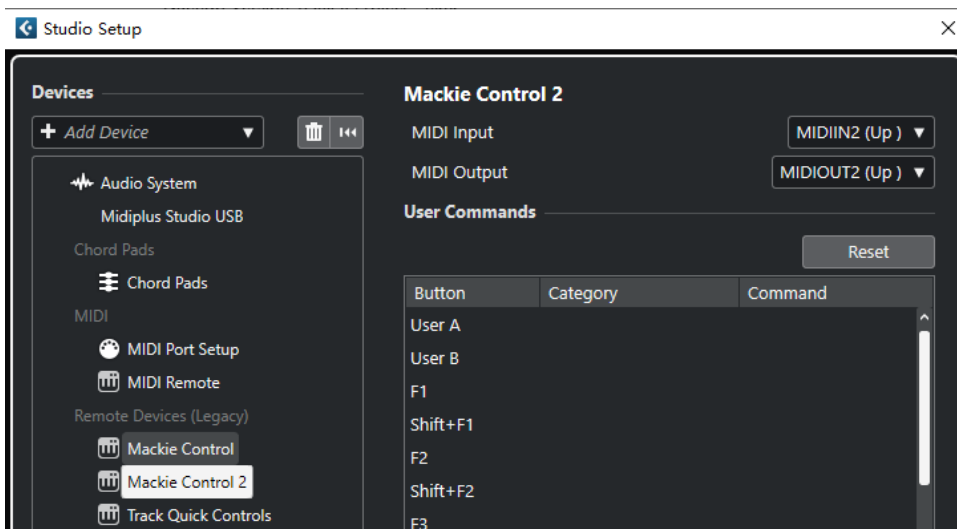 Studio Setup
Devices
Add Device
Audio System
Midiplus Studio USB
Chord Pads
Chord Pads
MIDI
MIDI Port Setup
MIDI Remote
Remote Devices (Legacy)
Mackie Control
Mackie Control 2
Track Quick Controls
Mackie Control 2
MIDI Input
MIDIIN2 (Up )
MIDI Output
MIDIOUT2 (Up )
User Commands
Reset
Button Category Command
User A
User B
F1
Shift+F1
F2
Shift+F2
F3